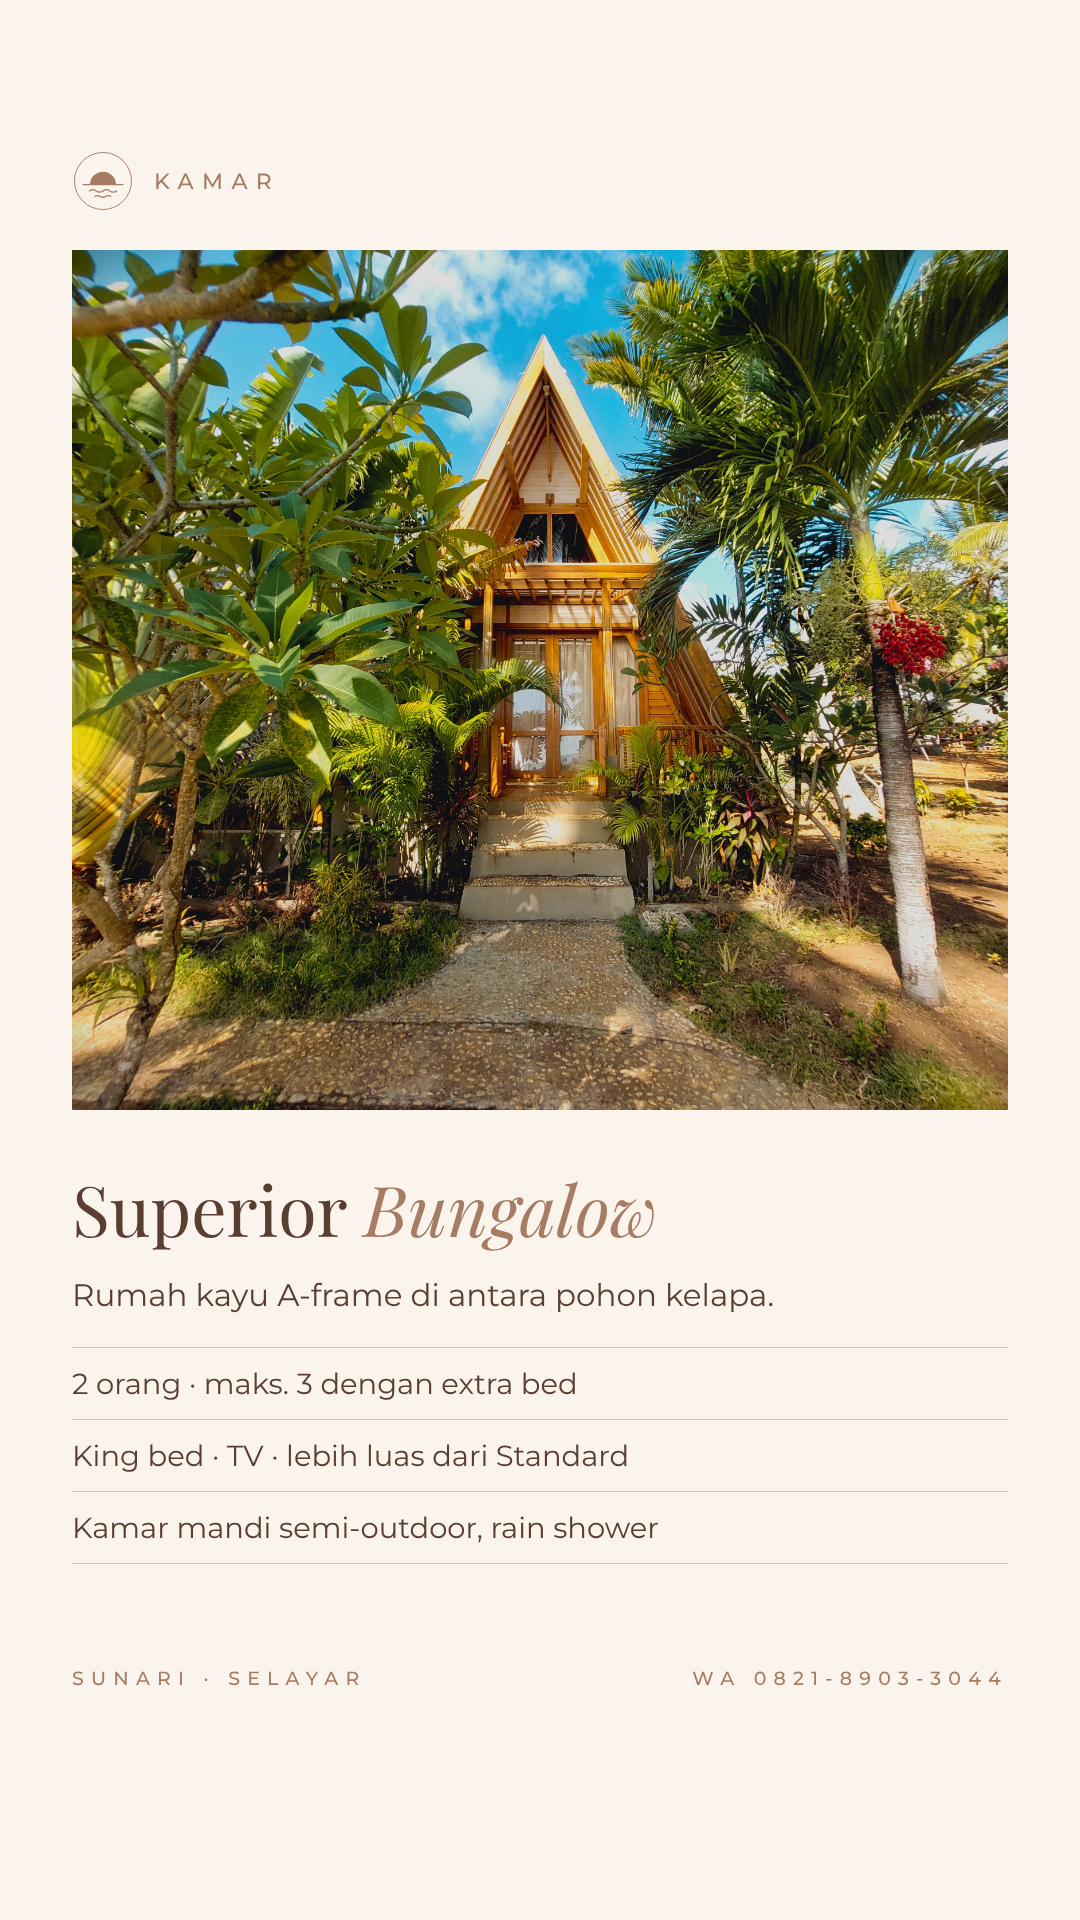 KAMAR
Superior Bungalow
Rumah kayu A-frame di antara pohon kelapa.
2 orang · maks. 3 dengan extra bed
King bed · TV · lebih luas dari Standard
Kamar mandi semi-outdoor, rain shower
SUNARI · SELAYAR
WA 0821-8903-3044